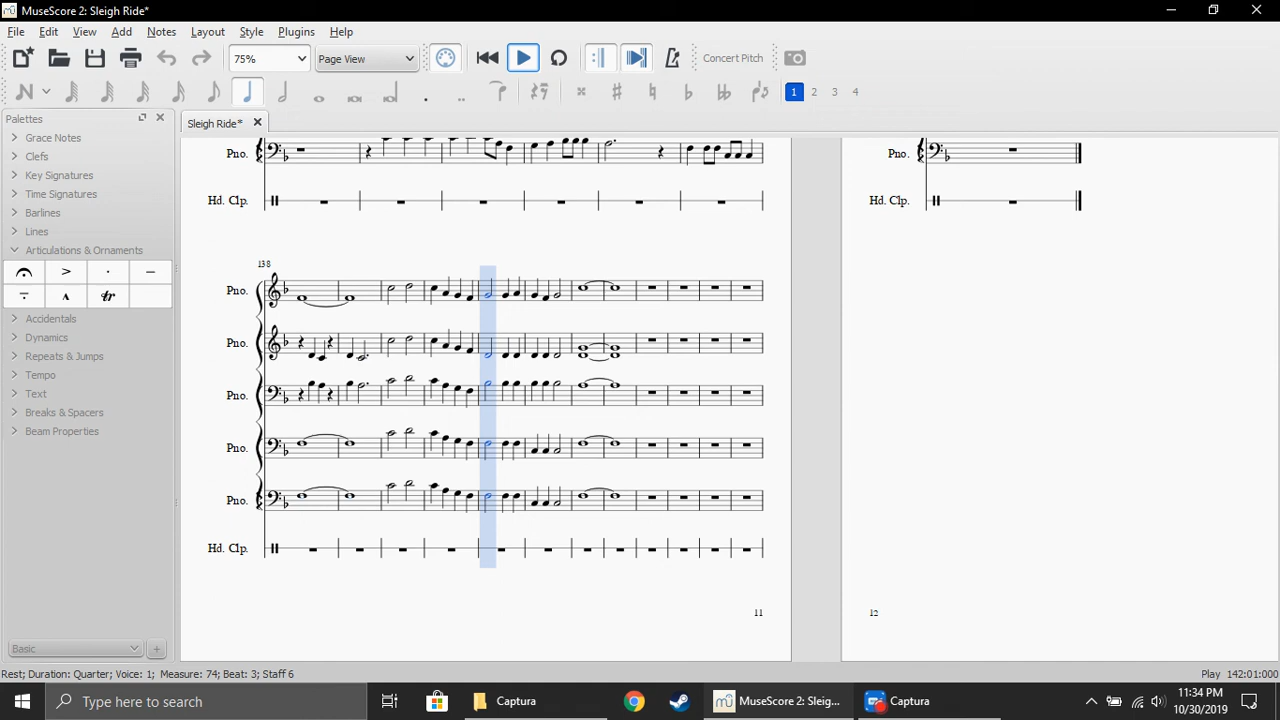 MuseScore 2: Sleigh Ride*
File Edit View Add Notes Layout Style Plugins Help
75% Page View Concert Pitch
1 2 3 4
Palettes
Sleigh Ride*
Grace Notes
Clefs
Key Signatures
Time Signatures
Barlines
Lines
Articulations & Ornaments
Accidentals
Dynamics
Repeats & Jumps
Tempo
Text
Breaks & Spacers
Beam Properties
Basic
Pno.
Hd. Clp.
138
Pno.
Pno.
Pno.
Pno.
Pno.
Hd. Clp.
11
Pno.
Hd. Clp.
12
Rest; Duration: Quarter; Voice: 1; Measure: 74; Beat: 3; Staff 6
Play 142:01:000
Type here to search
Captura
MuseScore 2: Sleig...
Captura
11:34 PM
10/30/2019